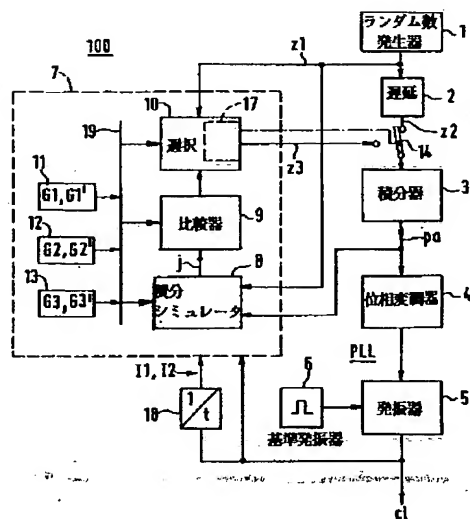 100
ランダム数
発生器
1
z1
7
遅延
2
10
17
z2
19
選択
14
z3
11
G1,G1'
積分器
3
比較器
9
12
G2,G2'
pa
j
8
13
G3,G3'
積分
シミュレータ
位相変調器
4
PLL
I1,I2
6
18
1
t
発振器
5
基準発振器
cl